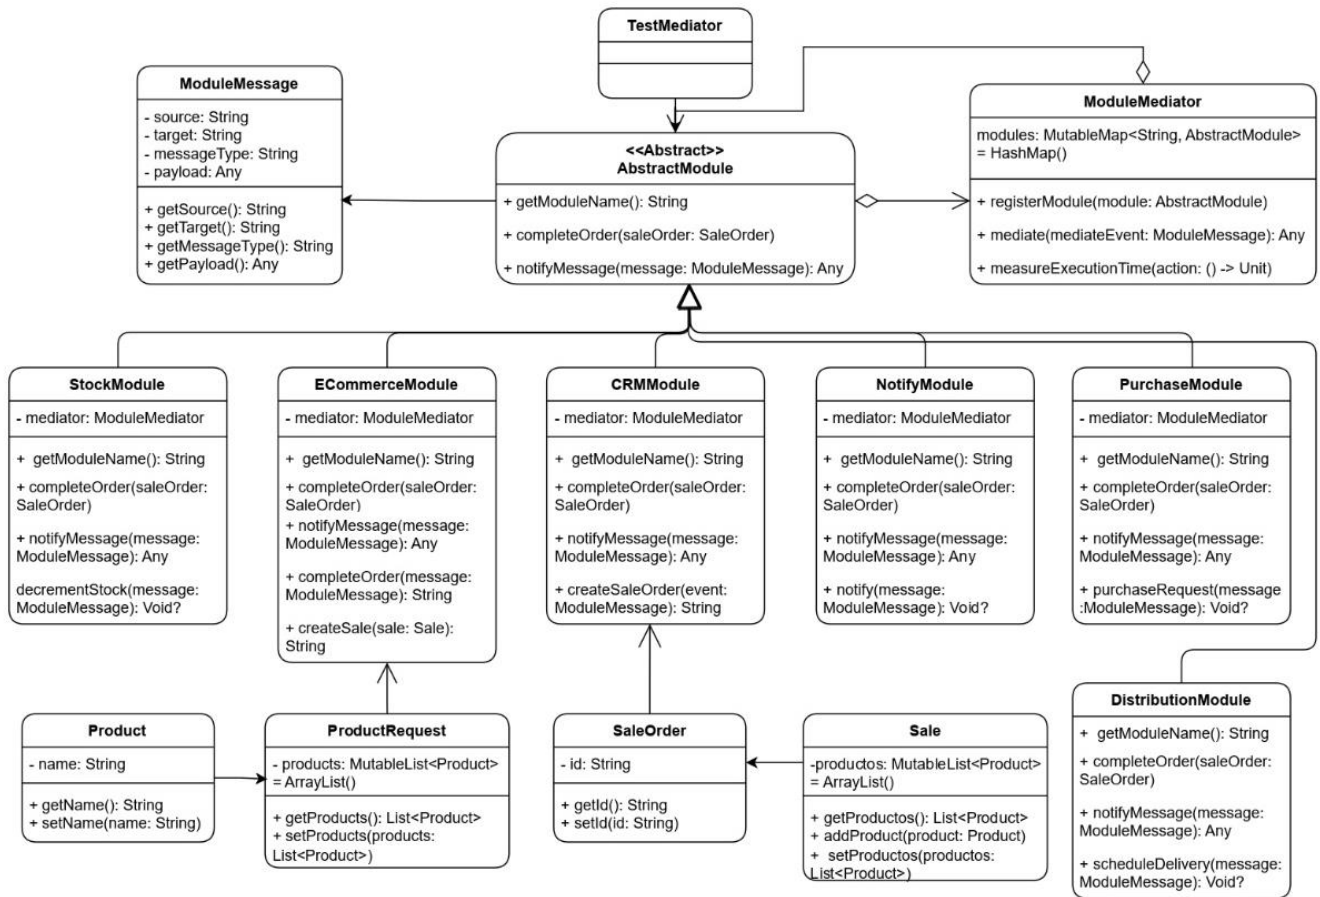 TestMediator
ModuleMessage
- source: String
- target: String
- messageType: String
- payload: Any
+ getSource(): String
+ getTarget(): String
+ getMessageType(): String
+ getPayload(): Any
<<Abstract>>
AbstractModule
+ getModuleName(): String
+ completeOrder(saleOrder: SaleOrder)
+ notifyMessage(message: ModuleMessage): Any
ModuleMediator
modules: MutableMap<String, AbstractModule>
= HashMap()
+ registerModule(module: AbstractModule)
+ mediate(mediateEvent: ModuleMessage): Any
+ measureExecutionTime(action: () -> Unit)
StockModule
- mediator: ModuleMediator
+ getModuleName(): String
+ completeOrder(saleOrder:
SaleOrder)
+ notifyMessage(message:
ModuleMessage): Any
decrementStock(message:
ModuleMessage): Void?
ECommerceModule
- mediator: ModuleMediator
+ getModuleName(): String
+ completeOrder(saleOrder:
SaleOrder)
+ notifyMessage(message:
ModuleMessage): Any
+ completeOrder(message:
ModuleMessage): String
+ createSale(sale: Sale):
String
CRMModule
- mediator: ModuleMediator
+ getModuleName(): String
+ completeOrder(saleOrder:
SaleOrder)
+ notifyMessage(message:
ModuleMessage): Any
+ createSaleOrder(event:
ModuleMessage): String
NotifyModule
- mediator: ModuleMediator
+ getModuleName(): String
+ completeOrder(saleOrder:
SaleOrder)
+ notifyMessage(message:
ModuleMessage): Any
+ notify(message:
ModuleMessage): Void?
PurchaseModule
- mediator: ModuleMediator
+ getModuleName(): String
+ completeOrder(saleOrder:
SaleOrder)
+ notifyMessage(message:
ModuleMessage): Any
+ purchaseRequest(message
:ModuleMessage): Void?
Product
- name: String
+ getName(): String
+ setName(name: String)
ProductRequest
- products: MutableList<Product>
= ArrayList()
+ getProducts(): List<Product>
+ setProducts(products:
List<Product>)
SaleOrder
- id: String
+ getId(): String
+ setId(id: String)
Sale
-productos: MutableList<Product>
= ArrayList()
+ getProductos(): List<Product>
+ addProduct(product: Product)
+ setProductos(productos:
List<Product>)
DistributionModule
+ getModuleName(): String
+ completeOrder(saleOrder:
SaleOrder)
+ notifyMessage(message:
ModuleMessage): Any
+ scheduleDelivery(message:
ModuleMessage): Void?